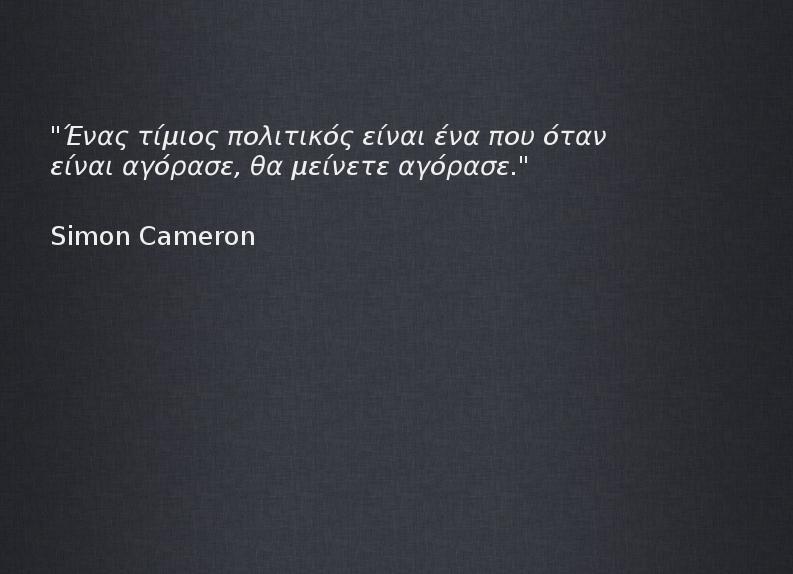 "Ένας τίμιος πολιτικός είναι ένα που όταν
είναι αγόρασε, θα μείνετε αγόρασε."
Simon Cameron